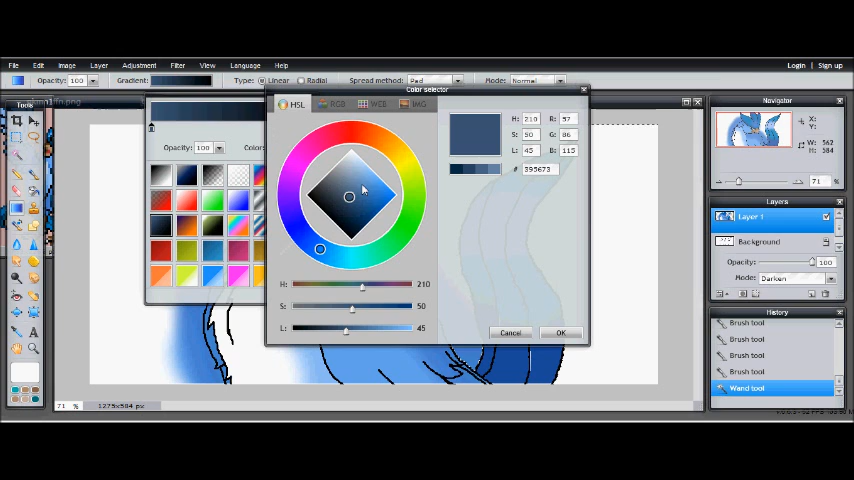 File Edit Image Layer Adjustment Filter View Language Help Login | Sign up
Opacity: 100 Gradient: Type: Linear Radial Spread method: Pad Mode: Normal
Color selector
Tools
HSL RGB WEB IMG
Opacity: 100 Color:
H: 210 R: 57
S: 50 G: 86
L: 45 B: 115
# 395673
H: 210
S: 50
L: 45
Cancel OK
Navigator
X:
Y:
W: 562
H: 584
71 %
Layers
Layer 1
Background
Opacity: 100
Mode: Darken
History
Brush tool
Brush tool
Brush tool
Brush tool
Wand tool
71 % 1275x584 px